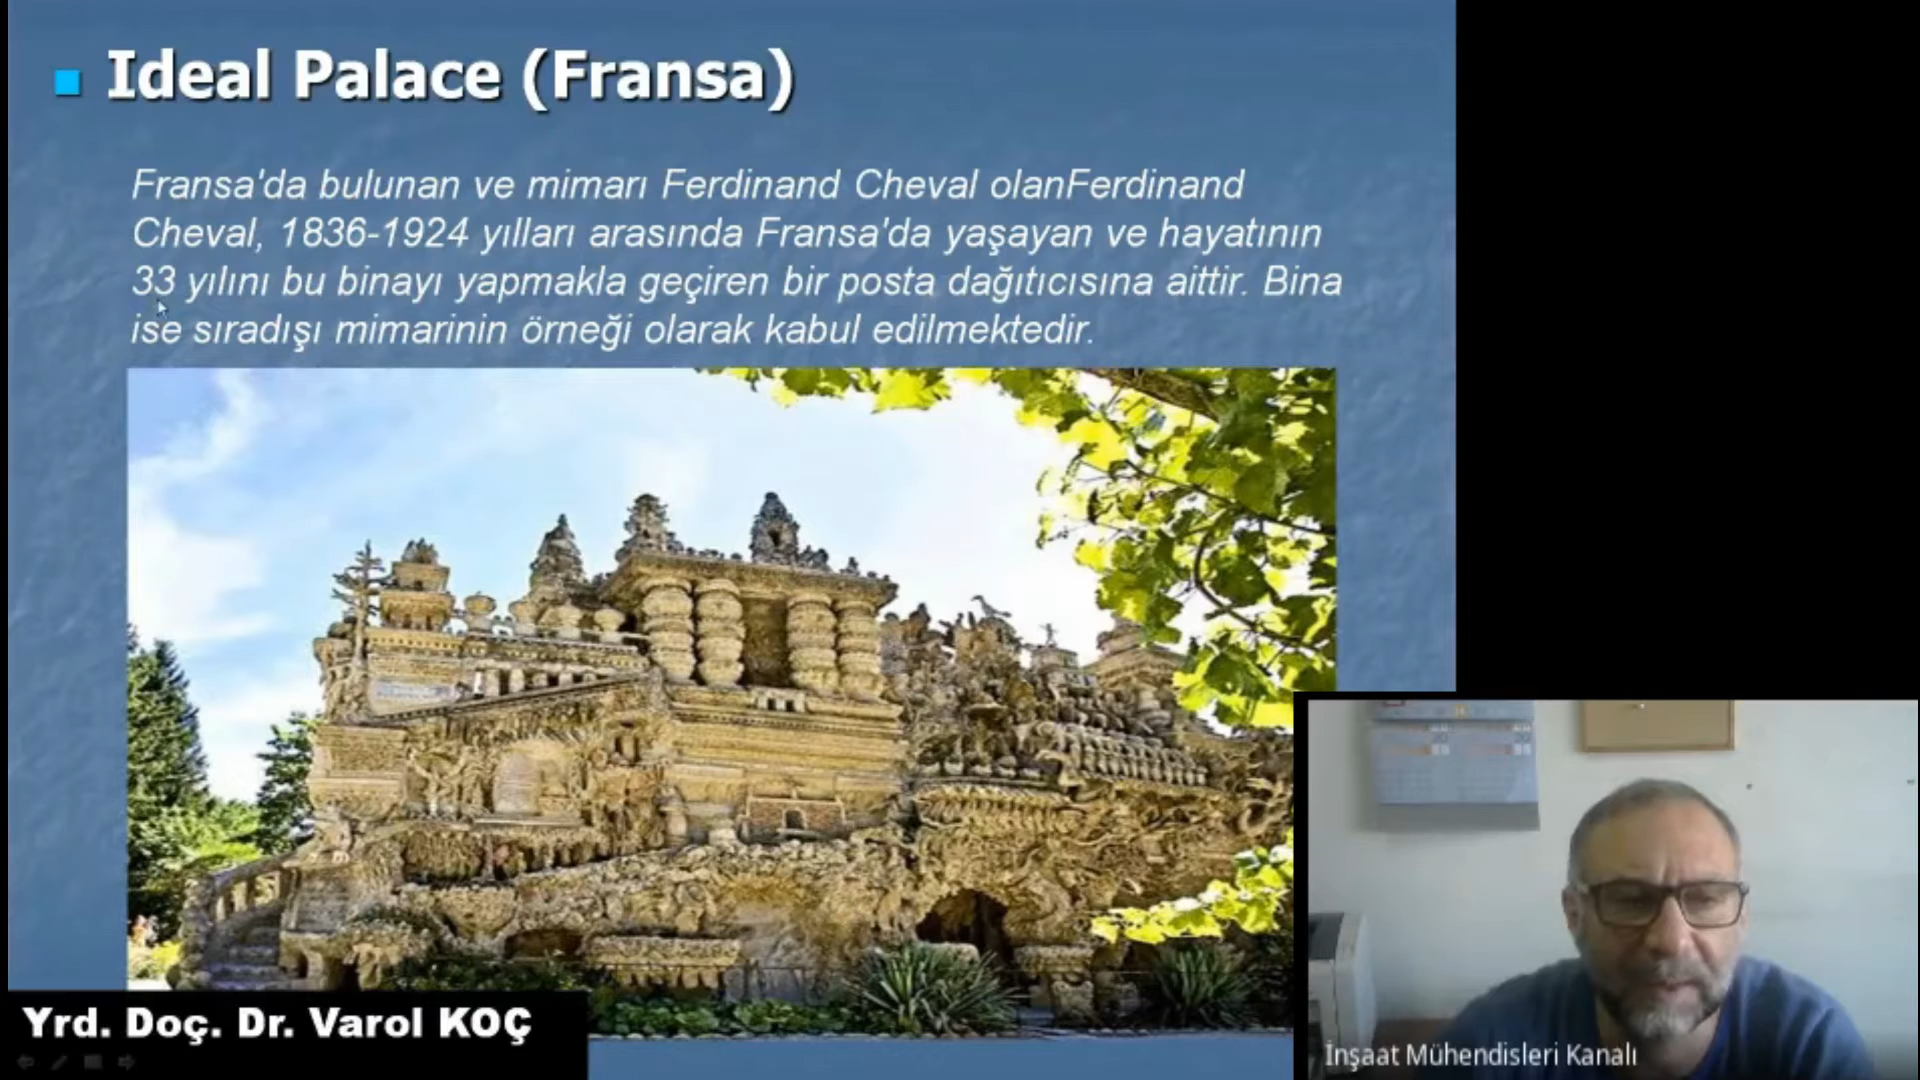 Ideal Palace (Fransa)
Fransa'da bulunan ve mimarı Ferdinand Cheval olanFerdinand
Cheval, 1836-1924 yılları arasında Fransa'da yaşayan ve hayatının
33 yılını bu binayı yapmakla geçiren bir posta dağıtıcısına aittir. Bina
ise sıradışı mimarinin örneği olarak kabul edilmektedir.
Yrd. Doç. Dr. Varol KOÇ
İnşaat Mühendisleri Kanalı